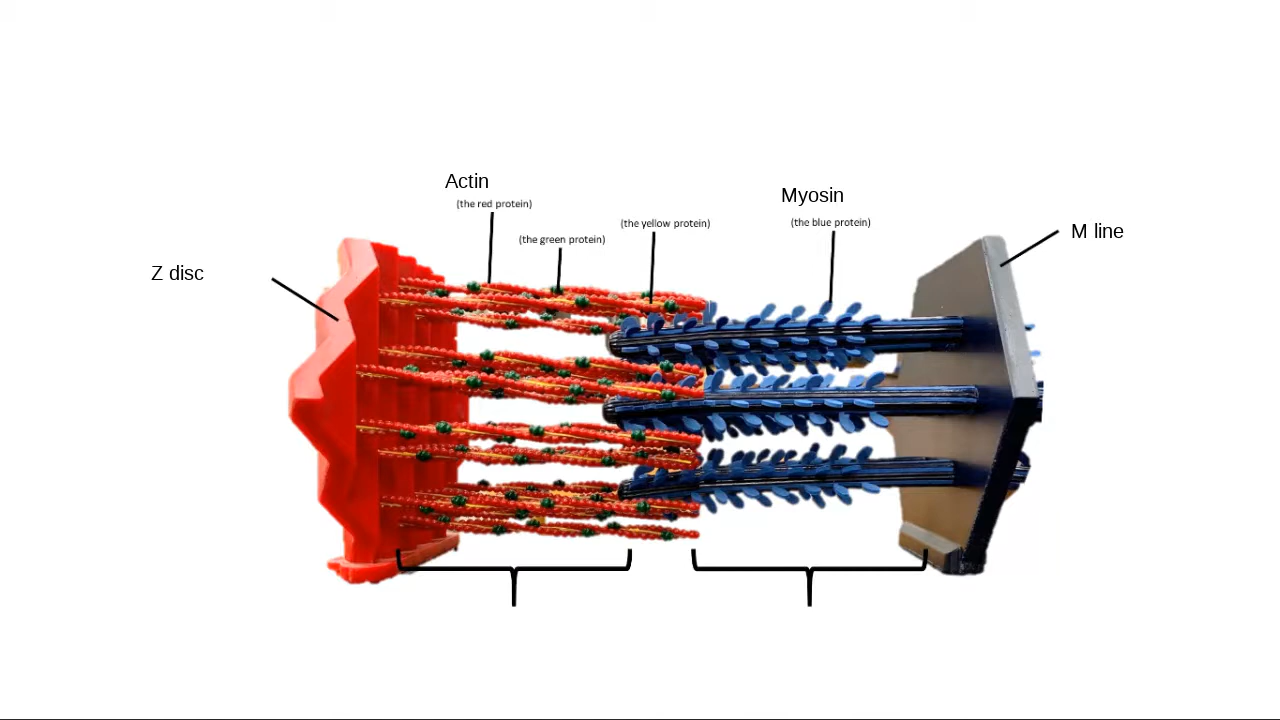 Actin
(the red protein)
Myosin
(the yellow protein)
(the blue protein)
M line
(the green protein)
Z disc